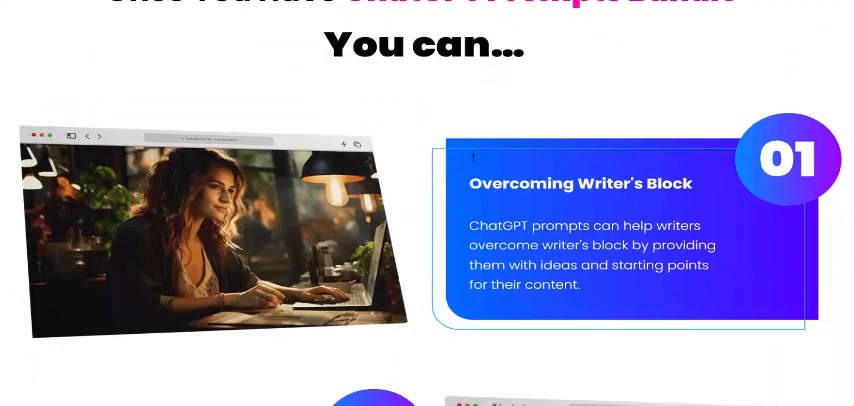 You can...
01
Overcoming Writer's Block
ChatGPT prompts can help writers
overcome writer's block by providing
them with ideas and starting points
for their content.